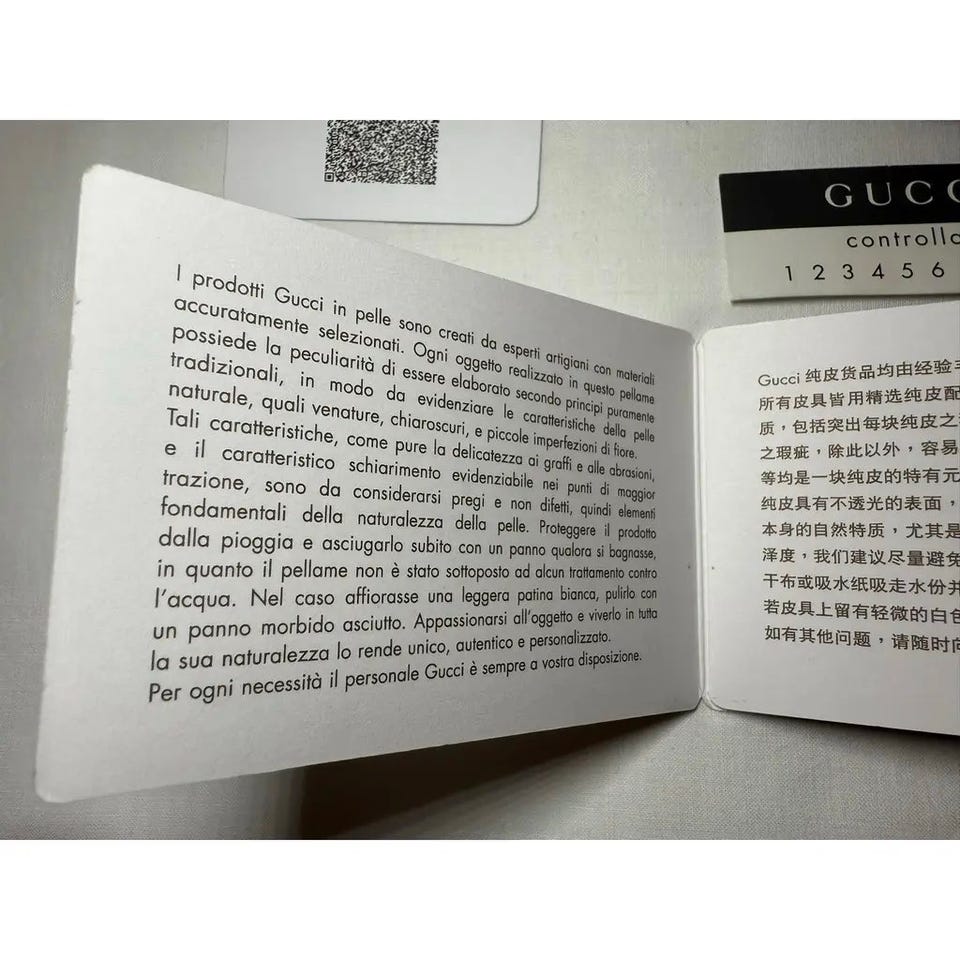 GUCC
controlla
1 2 3 4 5 6
I prodotti Gucci in pelle sono creati da esperti artigiani con materiali
accuratamente selezionati. Ogni oggetto realizzato in questo pellame
possiede la peculiarità di essere elaborato secondo principi puramente
tradizionali, in modo da evidenziare le caratteristiche della pelle
naturale, quali venature, chiaroscuri, e piccole imperfezioni di fiore.
Tali caratteristiche, come pure la delicatezza ai graffi e alle abrasioni,
e il caratteristico schiarimento evidenziabile nei punti di maggior
trazione, sono da considerarsi pregi e non difetti, quindi elementi
fondamentali della naturalezza della pelle. Proteggere il prodotto
dalla pioggia e asciugarlo subito con un panno qualora si bagnasse,
in quanto il pellame non è stato sottoposto ad alcun trattamento contro
l'acqua. Nel caso affiorasse una leggera patina bianca, pulirlo con
un panno morbido asciutto. Appassionarsi all'oggetto e viverlo in tutta
la sua naturalezza lo rende unico, autentico e personalizzato.
Per ogni necessità il personale Gucci è sempre a vostra disposizione.
Gucci 纯皮货品均由经验丰
所有皮具皆用精选纯皮配
质，包括突出每块纯皮之
之瑕疵，除此以外，容易
等均是一块纯皮的特有元
纯皮具有不透光的表面，
本身的自然特质，尤其是
泽度，我们建议尽量避免
干布或吸水纸吸走水份并
若皮具上留有轻微的白色
如有其他问题，请随时向